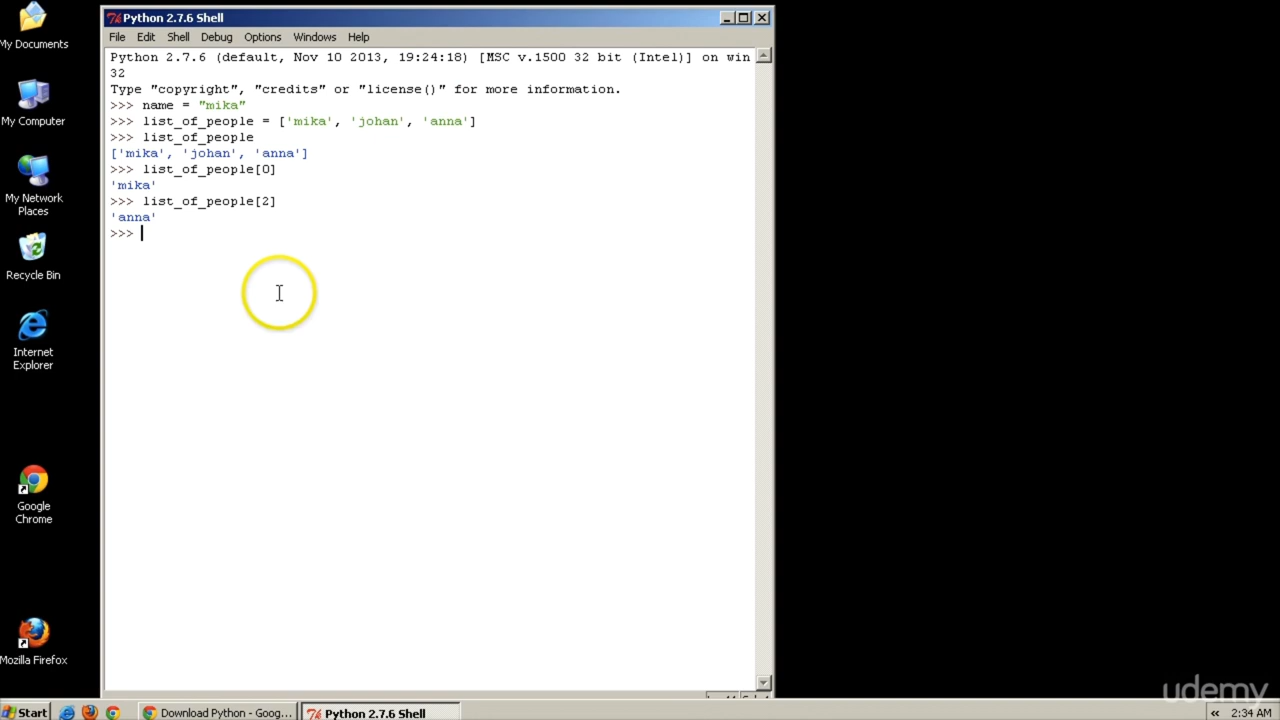 My Documents
My Computer
My Network
Places
Recycle Bin
Internet
Explorer
Google
Chrome
Mozilla Firefox
Python 2.7.6 Shell
File Edit Shell Debug Options Windows Help
Python 2.7.6 (default, Nov 10 2013, 19:24:18) [MSC v.1500 32 bit (Intel)] on win
32
Type "copyright", "credits" or "license()" for more information.
>>> name = "mika"
>>> list_of_people = ['mika', 'johan', 'anna']
>>> list_of_people
['mika', 'johan', 'anna']
>>> list_of_people[0]
'mika'
>>> list_of_people[2]
'anna'
>>>
udemy
Start Download Python - Goog... Python 2.7.6 Shell « 2:34 AM